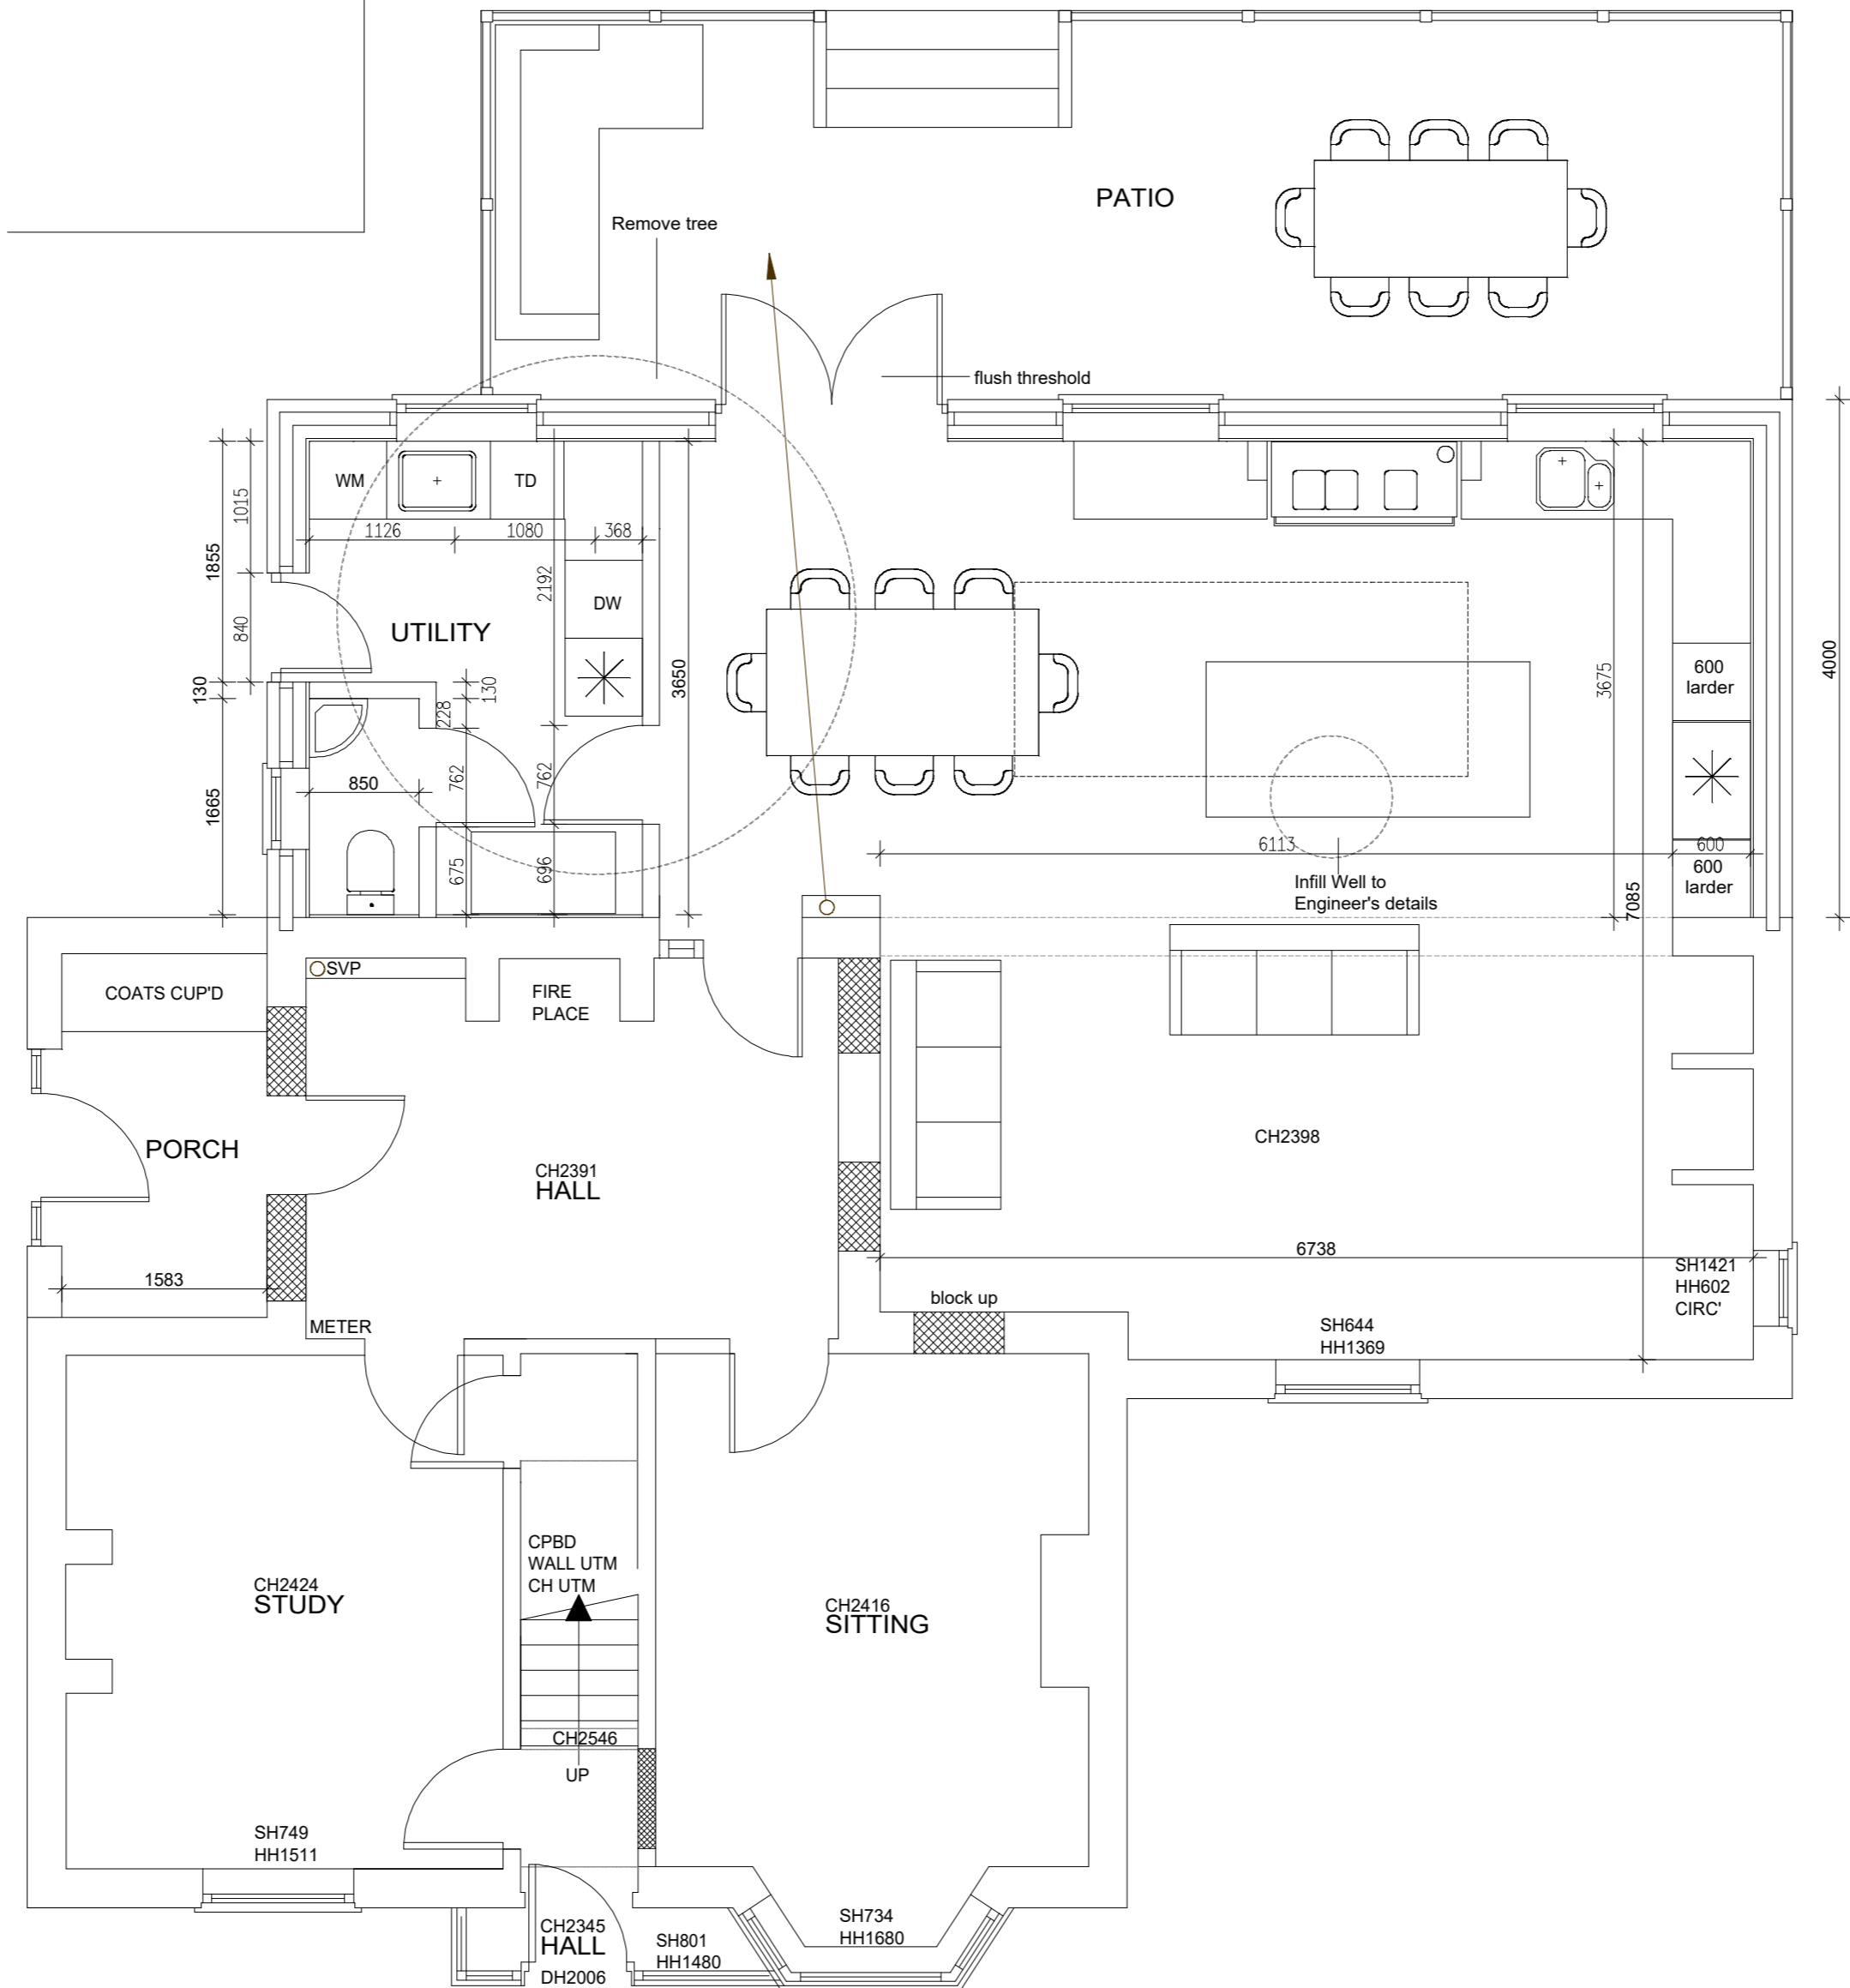 PATIO
Remove tree
flush threshold
WM
TD
1126
1080
368
1015
1855
840
130
1665
2192
DW
UTILITY
3650
130
228
762
762
850
675
696
3675
7085
4000
600
larder
6113
600
600
larder
Infill Well to
Engineer's details
SVP
COATS CUP'D
FIRE
PLACE
PORCH
CH2391
HALL
CH2398
1583
6738
METER
block up
SH1421
HH602
CIRC'
SH644
HH1369
CPBD
WALL UTM
CH UTM
CH2424
STUDY
CH2416
SITTING
CH2546
UP
SH749
HH1511
CH2345
HALL
DH2006
SH801
HH1480
SH734
HH1680